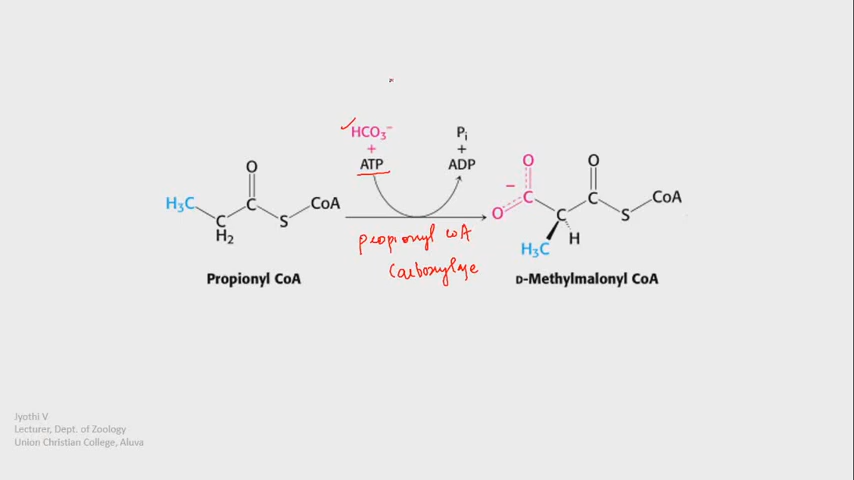 HCO₃⁻
+
ATP
Pᵢ
+
ADP
H₃C
C
H₂
O
C
S
CoA
propionyl coA
Carboxylase
O
O
−
C
C
H
H₃C
O
C
S
CoA
Propionyl CoA
D-Methylmalonyl CoA
Jyothi V
Lecturer, Dept. of Zoology
Union Christian College, Aluva